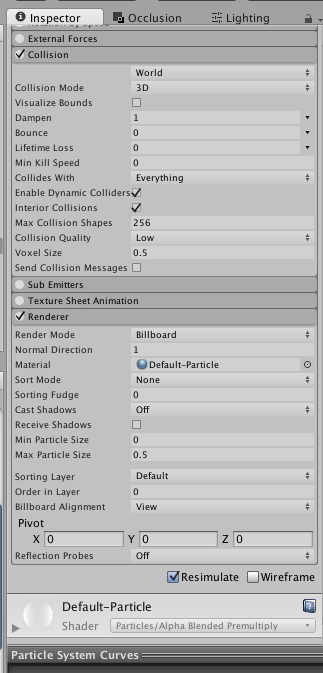 Inspector Occlusion Lighting
External Forces
Collision
World
Collision Mode 3D
Visualize Bounds
Dampen 1
Bounce 0
Lifetime Loss 0
Min Kill Speed 0
Collides With Everything
Enable Dynamic Colliders
Interior Collisions
Max Collision Shapes 256
Collision Quality Low
Voxel Size 0.5
Send Collision Messages
Sub Emitters
Texture Sheet Animation
Renderer
Render Mode Billboard
Normal Direction 1
Material Default-Particle
Sort Mode None
Sorting Fudge 0
Cast Shadows Off
Receive Shadows
Min Particle Size 0
Max Particle Size 0.5
Sorting Layer Default
Order in Layer 0
Billboard Alignment View
Pivot
X 0 Y 0 Z 0
Reflection Probes Off
Resimulate Wireframe
Default-Particle
Shader Particles/Alpha Blended Premultiply
Particle System Curves